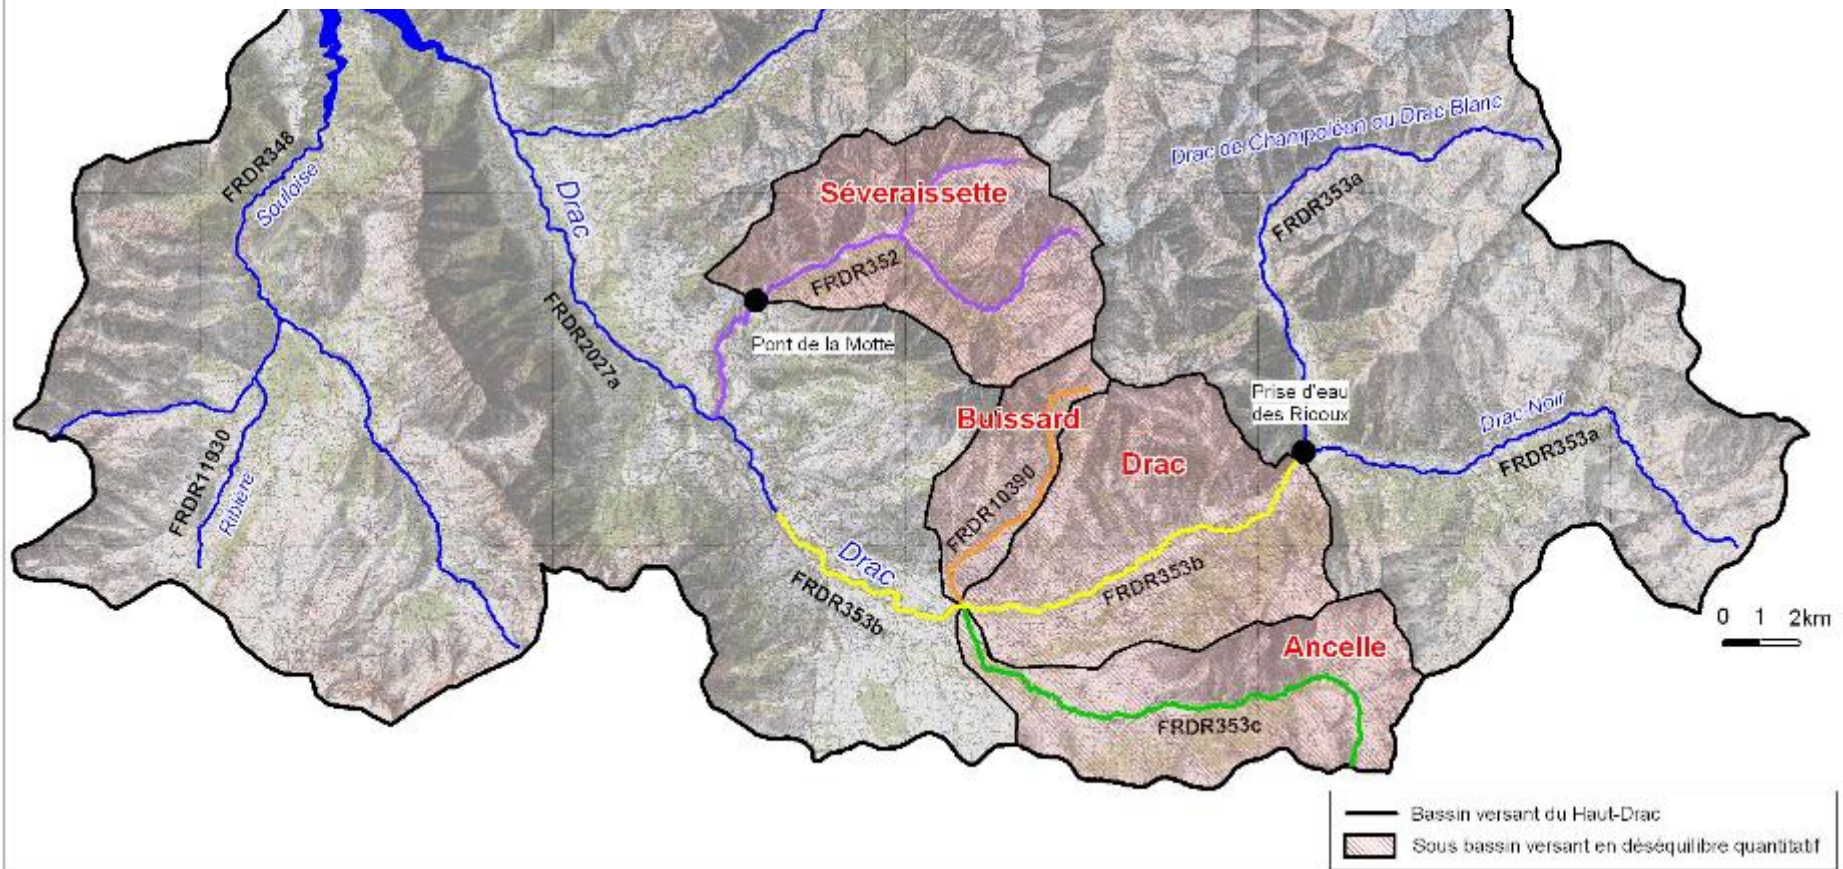 Drac de Champoléon ou Drac Blanc
FRDR348
Souloise
Séveraissette
FRDR353a
Drac
FRDR352
FRDR2027a
Pont de la Motte
Prise d'eau
des Ricoux
Buissard
Drac Noir
FRDR353a
Drac
FRDR11930
Ribière
FRDR10390
Drac
FRDR353b
FRDR353b
0 1 2km
Ancelle
FRDR353c
Bassin versant du Haut-Drac
Sous bassin versant en déséquilibre quantitatif